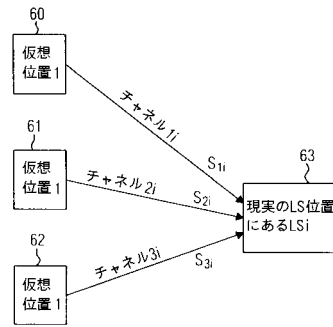 60
仮想
位置1
チャネル1i
S1i
61
仮想
位置1
チャネル2i
S2i
63
現実のLS位置
にあるLSi
62
仮想
位置1
チャネル3i
S3i